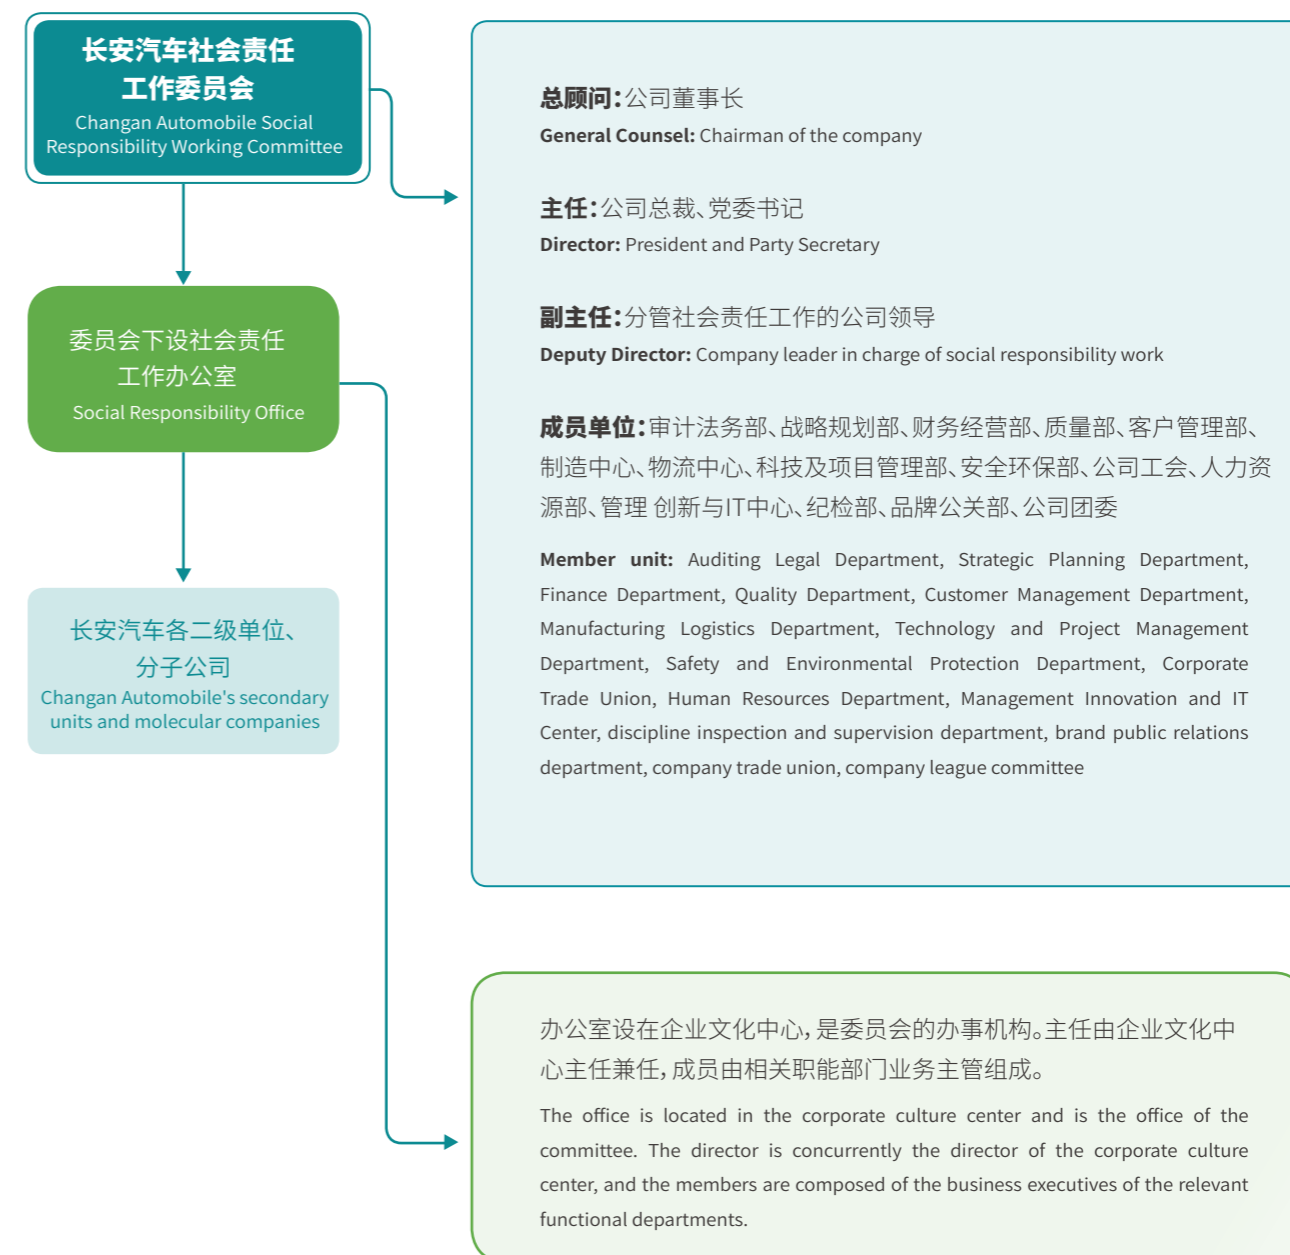 长安汽车社会责任
工作委员会
Changan Automobile Social
Responsibility Working Committee
委员会下设社会责任
工作办公室
Social Responsibility Office
长安汽车各二级单位、
分子公司
Changan Automobile's secondary
units and molecular companies
总顾问：公司董事长
General Counsel: Chairman of the company
主任：公司总裁、党委书记
Director: President and Party Secretary
副主任：分管社会责任工作的公司领导
Deputy Director: Company leader in charge of social responsibility work
成员单位：审计法务部、战略规划部、财务经营部、质量部、客户管理部、
制造中心、物流中心、科技及项目管理部、安全环保部、公司工会、人力资
源部、管理 创新与IT中心、纪检部、品牌公关部、公司团委
Member unit: Auditing Legal Department, Strategic Planning Department,
Finance Department, Quality Department, Customer Management Department,
Manufacturing Logistics Department, Technology and Project Management
Department, Safety and Environmental Protection Department, Corporate
Trade Union, Human Resources Department, Management Innovation and IT
Center, discipline inspection and supervision department, brand public relations
department, company trade union, company league committee
办公室设在企业文化中心，是委员会的办事机构。主任由企业文化中
心主任兼任，成员由相关职能部门业务主管组成。
The office is located in the corporate culture center and is the office of the
committee. The director is concurrently the director of the corporate culture
center, and the members are composed of the business executives of the relevant
functional departments.